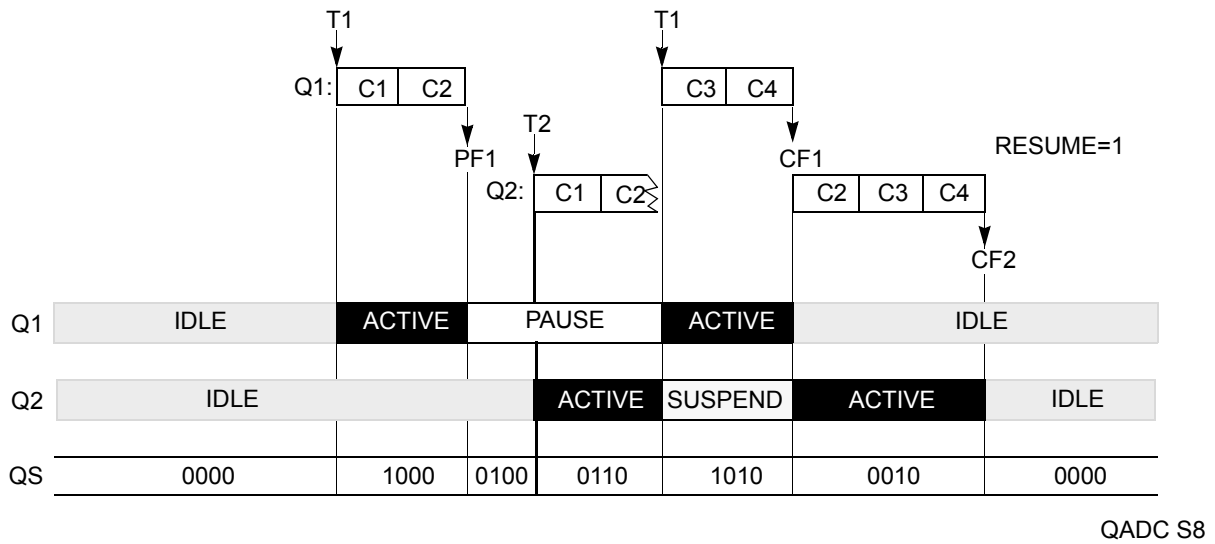 T1 T1
Q1: C1 C2 C3 C4
T2
PF1 CF1 RESUME=1
Q2: C1 C2 C2 C3 C4
CF2
Q1 IDLE ACTIVE PAUSE ACTIVE IDLE
Q2 IDLE ACTIVE SUSPEND ACTIVE IDLE
QS 0000 1000 0100 0110 1010 0010 0000
QADC S8